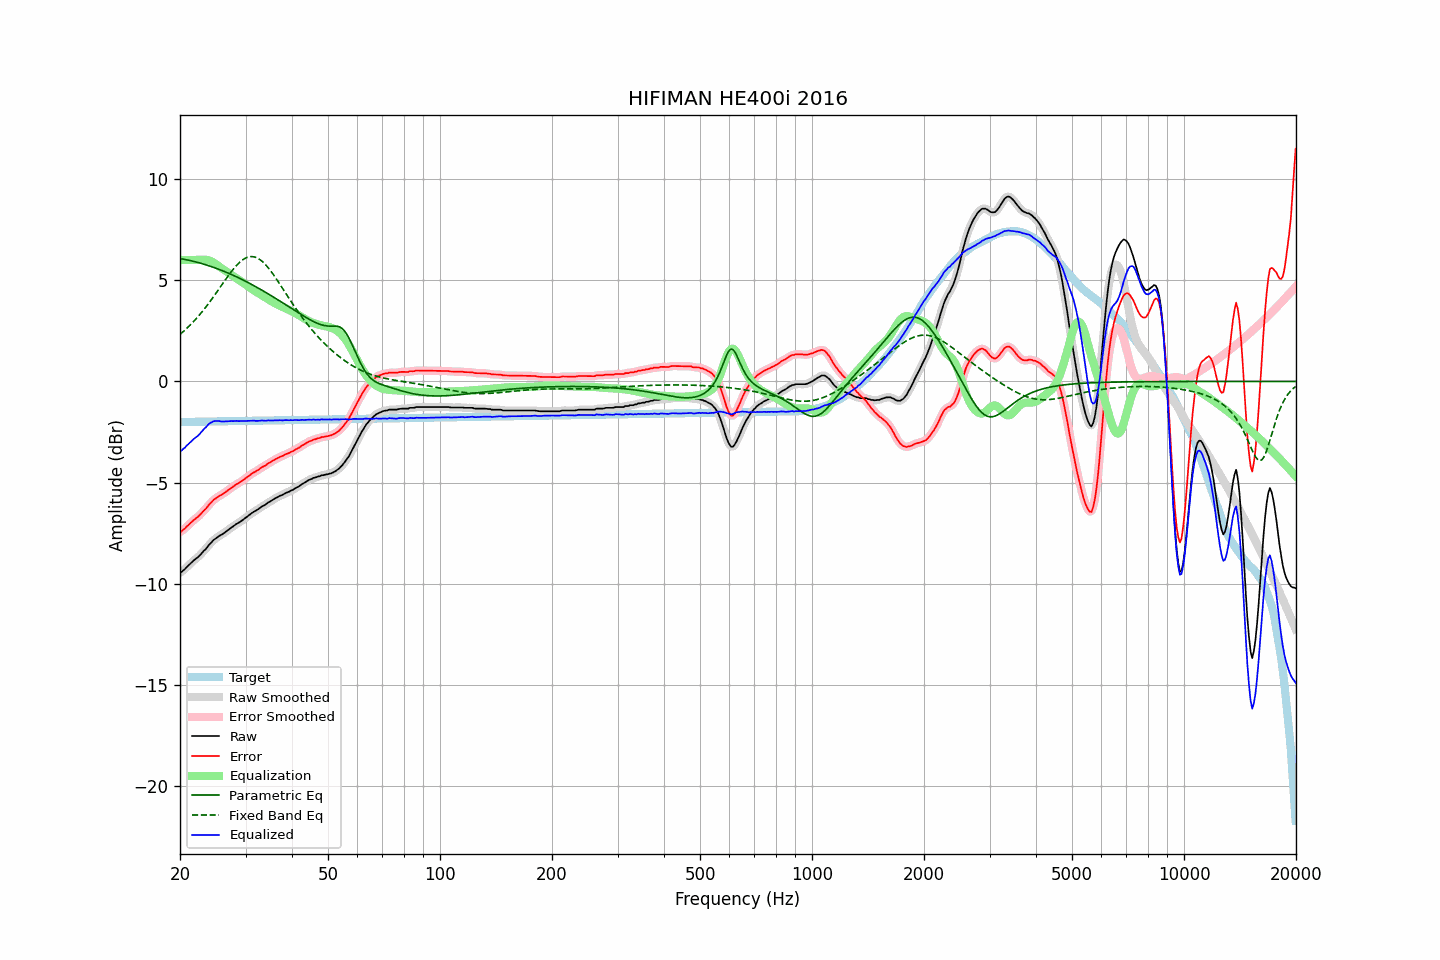 HIFIMAN HE400i 2016
Amplitude (dBr)
10
5
0
−5
−10
−15
−20
Target
Raw Smoothed
Error Smoothed
Raw
Error
Equalization
Parametric Eq
Fixed Band Eq
Equalized
20
50
100
200
500
1000
2000
5000
10000
20000
Frequency (Hz)